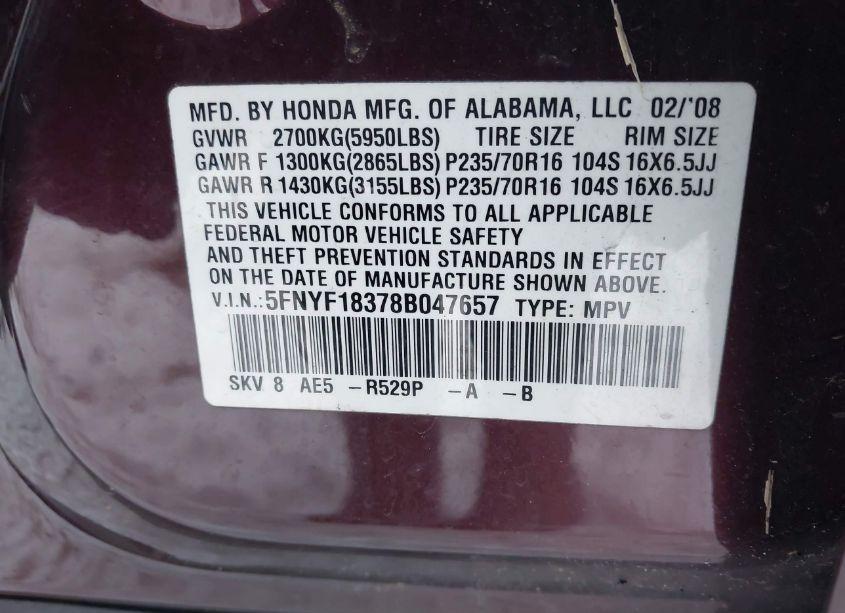 MFD. BY HONDA MFG. OF ALABAMA, LLC 02/'08
GVWR 2700KG(5950LBS) TIRE SIZE RIM SIZE
GAWR F 1300KG(2865LBS) P235/70R16 104S 16X6.5JJ
GAWR R 1430KG(3155LBS) P235/70R16 104S 16X6.5JJ
THIS VEHICLE CONFORMS TO ALL APPLICABLE
FEDERAL MOTOR VEHICLE SAFETY
AND THEFT PREVENTION STANDARDS IN EFFECT
ON THE DATE OF MANUFACTURE SHOWN ABOVE.
V.I.N.:5FNYF18378B047657 TYPE: MPV
SKV 8 AE5 -R529P -A -B